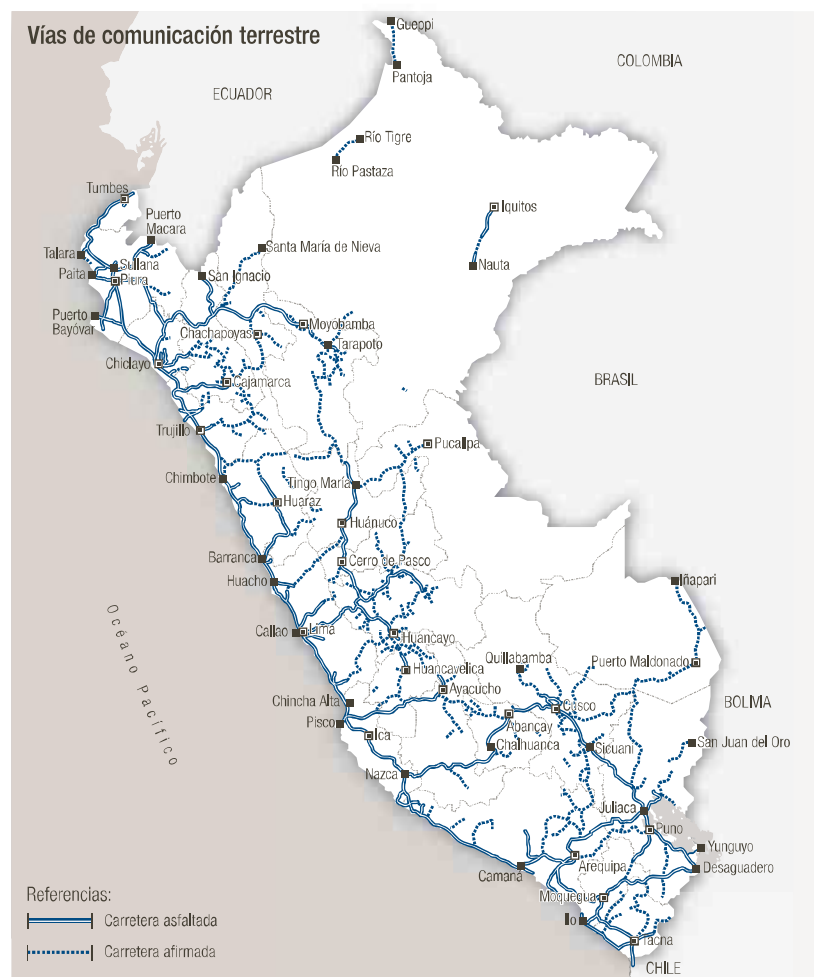 Vías de comunicación terrestre
Gueppi
COLOMBIA
Pantoja
ECUADOR
Río Tigre
Río Pastaza
Tumbes
Iquitos
Puerto
Macara
Santa María de Nieva
Talara
Sullana
Paita
Piura
San Ignacio
Nauta
Puerto
Bayóvar
Moyobamba
Chachapoyas
Tarapoto
Chiclayo
Cajamarca
BRASIL
Trujillo
Pucallpa
Chimbote
Tingo María
Huaraz
Huánuco
Barranca
Cerro de Pasco
Huacho
Iñapari
Océano Pacífico
Callao
Lima
Huancayo
Quillabamba
Puerto Maldonado
Huancavelica
Ayacucho
Chincha Alta
Cusco
BOLIVIA
Pisco
Abancay
Ica
Chalhuanca
Sicuani
San Juan del Oro
Nazca
Juliaca
Puno
Yunguyo
Arequipa
Desaguadero
Camaná
Moquegua
Ilo
Tacna
CHILE
Referencias:
Carretera asfaltada
Carretera afirmada